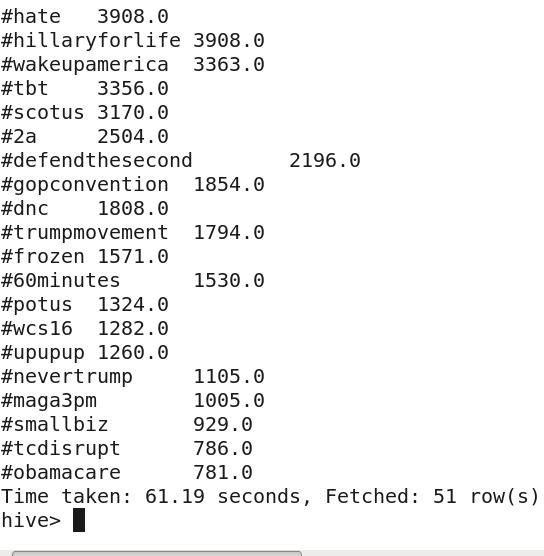 #hate 3908.0
#hillaryforlife 3908.0
#wakeupamerica 3363.0
#tbt 3356.0
#scotus 3170.0
#2a 2504.0
#defendthesecond 2196.0
#gopconvention 1854.0
#dnc 1808.0
#trumpmovement 1794.0
#frozen 1571.0
#60minutes 1530.0
#potus 1324.0
#wcs16 1282.0
#upupup 1260.0
#nevertrump 1105.0
#maga3pm 1005.0
#smallbiz 929.0
#tcdisrupt 786.0
#obamacare 781.0
Time taken: 61.19 seconds, Fetched: 51 row(s)
hive>